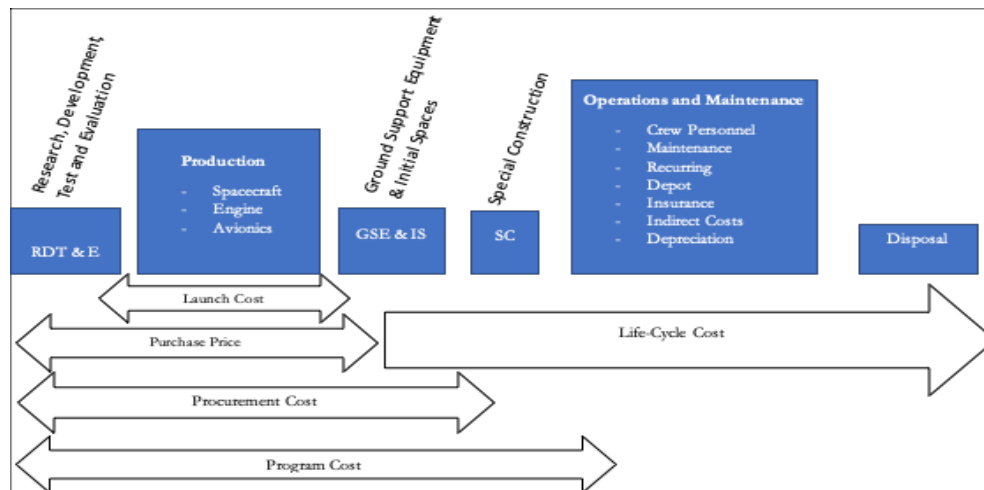 Research, Development,
Test and Evaluation
Ground Support Equipment
& Initial Spaces
Special Construction
RDT & E
Production
- Spacecraft
- Engine
- Avionics
GSE & IS
SC
Operations and Maintenance
- Crew Personnel
- Maintenance
- Recurring
- Depot
- Insurance
- Indirect Costs
- Depreciation
Disposal
Launch Cost
Purchase Price
Life-Cycle Cost
Procurement Cost
Program Cost